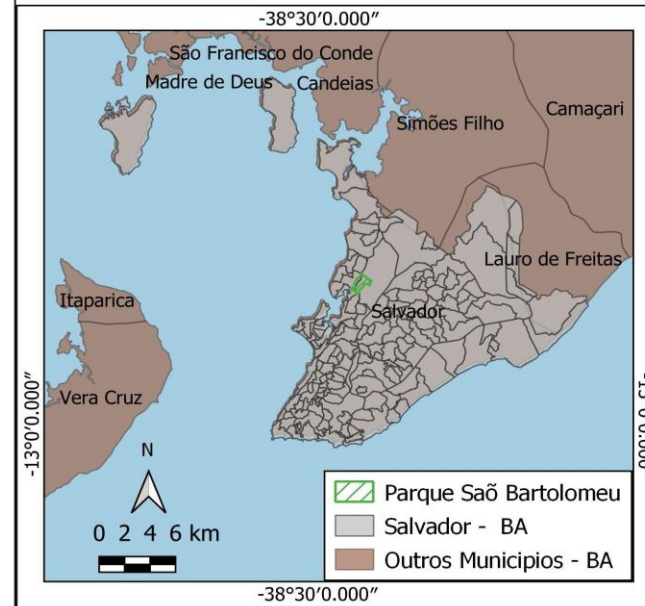 -38°30′0.000″
São Francisco do Conde
Madre de Deus
Candeias
Camaçari
Simões Filho
Lauro de Freitas
Itaparica
Salvador
Vera Cruz
-13°0′0.000″
N
0 2 4 6 km
Parque Saõ Bartolomeu
Salvador - BA
Outros Municipios - BA
-38°30′0.000″